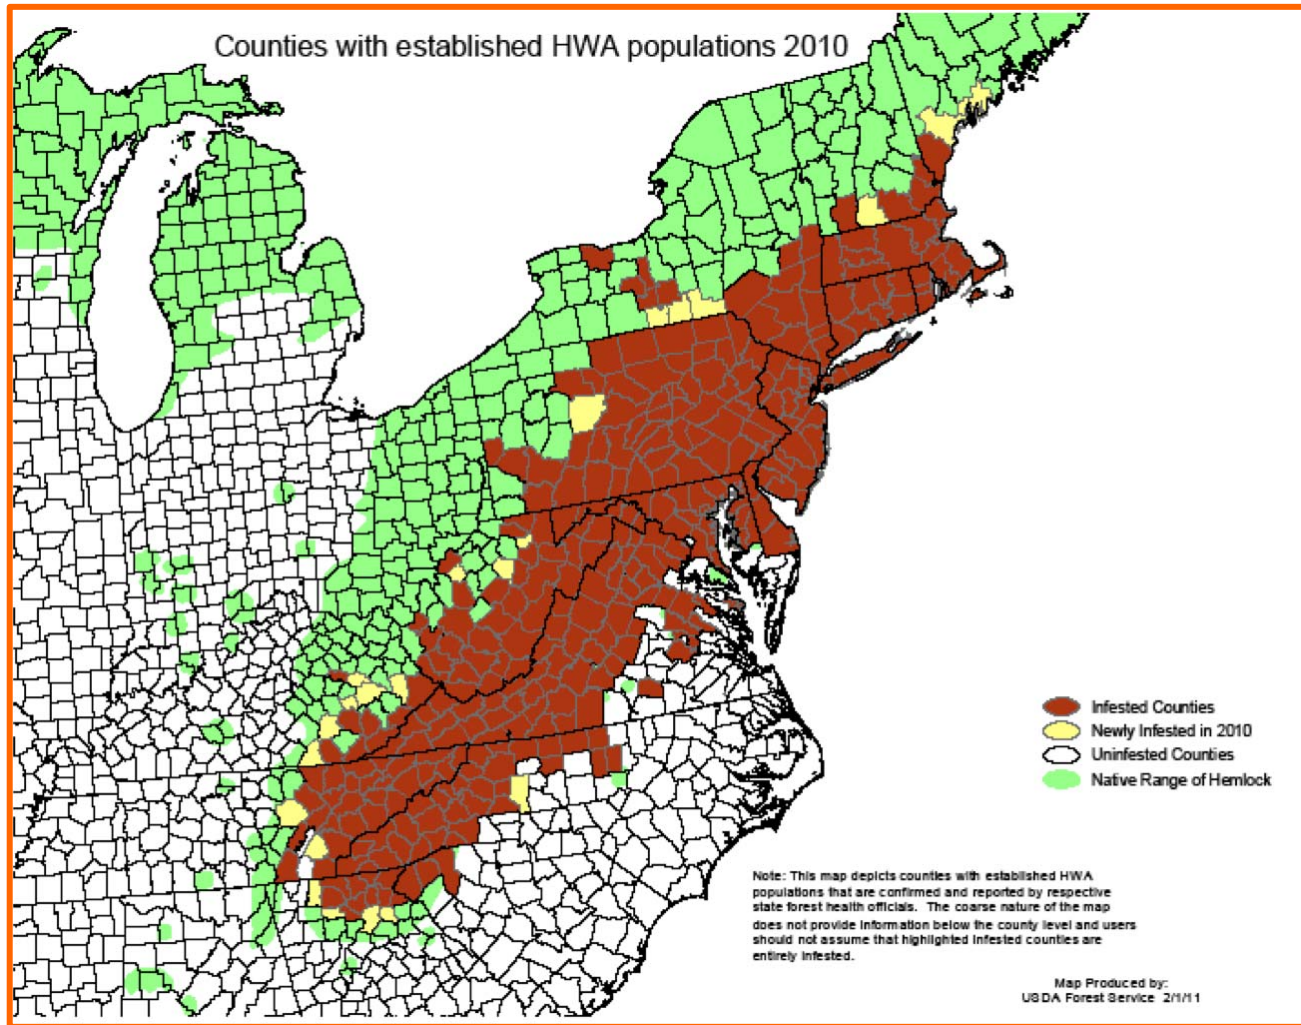 Counties with established HWA populations 2010
Infested Counties
Newly Infested in 2010
Uninfested Counties
Native Range of Hemlock
Note: This map depicts counties with established HWA
populations that are confirmed and reported by respective
state forest health officials. The coarse nature of the map
does not provide information below the county level and users
should not assume that highlighted infested counties are
entirely infested.
Map Produced by:
USDA Forest Service 2/1/11